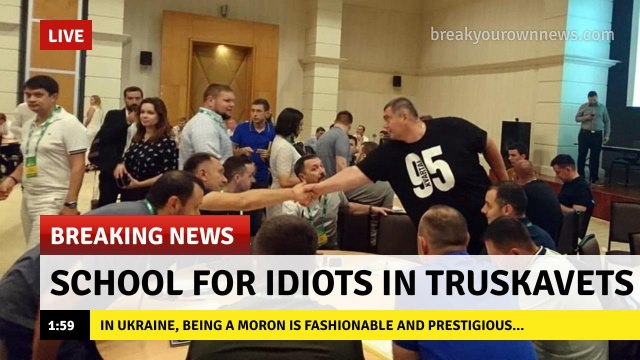 LIVE
breakyourownnews.com
95
КВАРТАЛ
BREAKING NEWS
SCHOOL FOR IDIOTS IN TRUSKAVETS
1:59 IN UKRAINE, BEING A MORON IS FASHIONABLE AND PRESTIGIOUS...